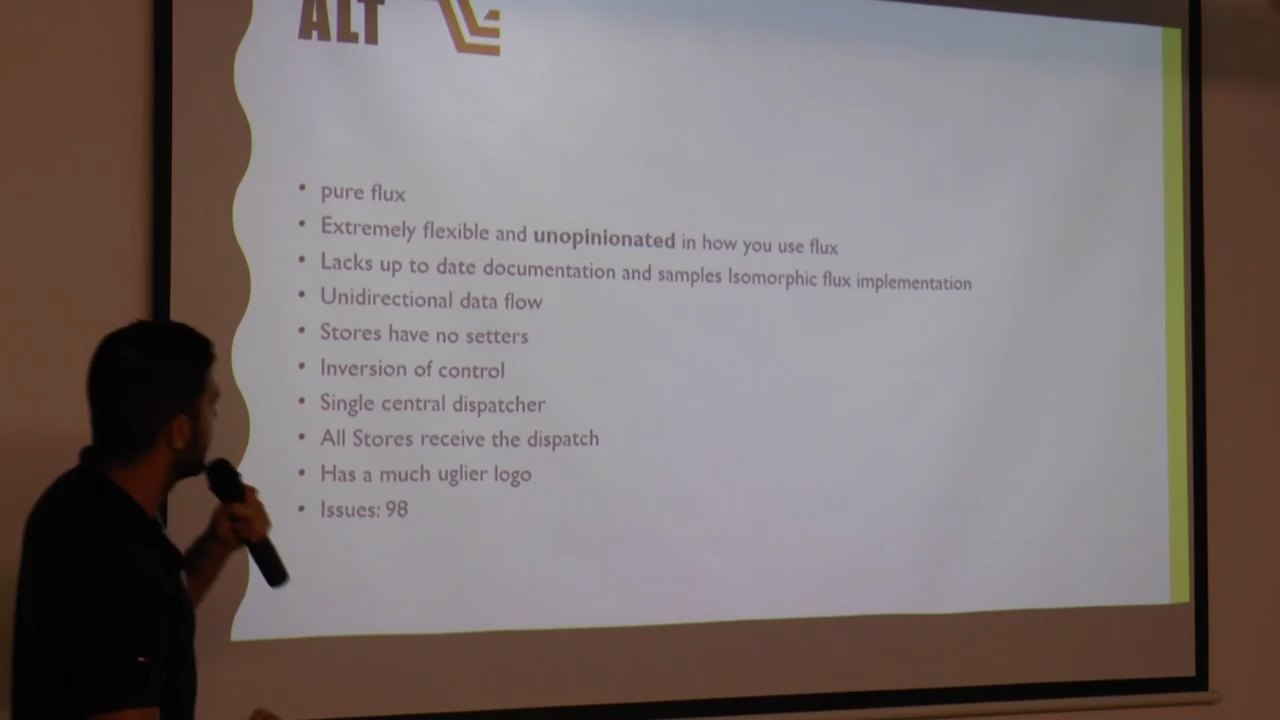 ALT
• pure flux
• Extremely flexible and unopinionated in how you use flux
• Lacks up to date documentation and samples Isomorphic flux implementation
• Unidirectional data flow
• Stores have no setters
• Inversion of control
• Single central dispatcher
• All Stores receive the dispatch
• Has a much uglier logo
• Issues: 98